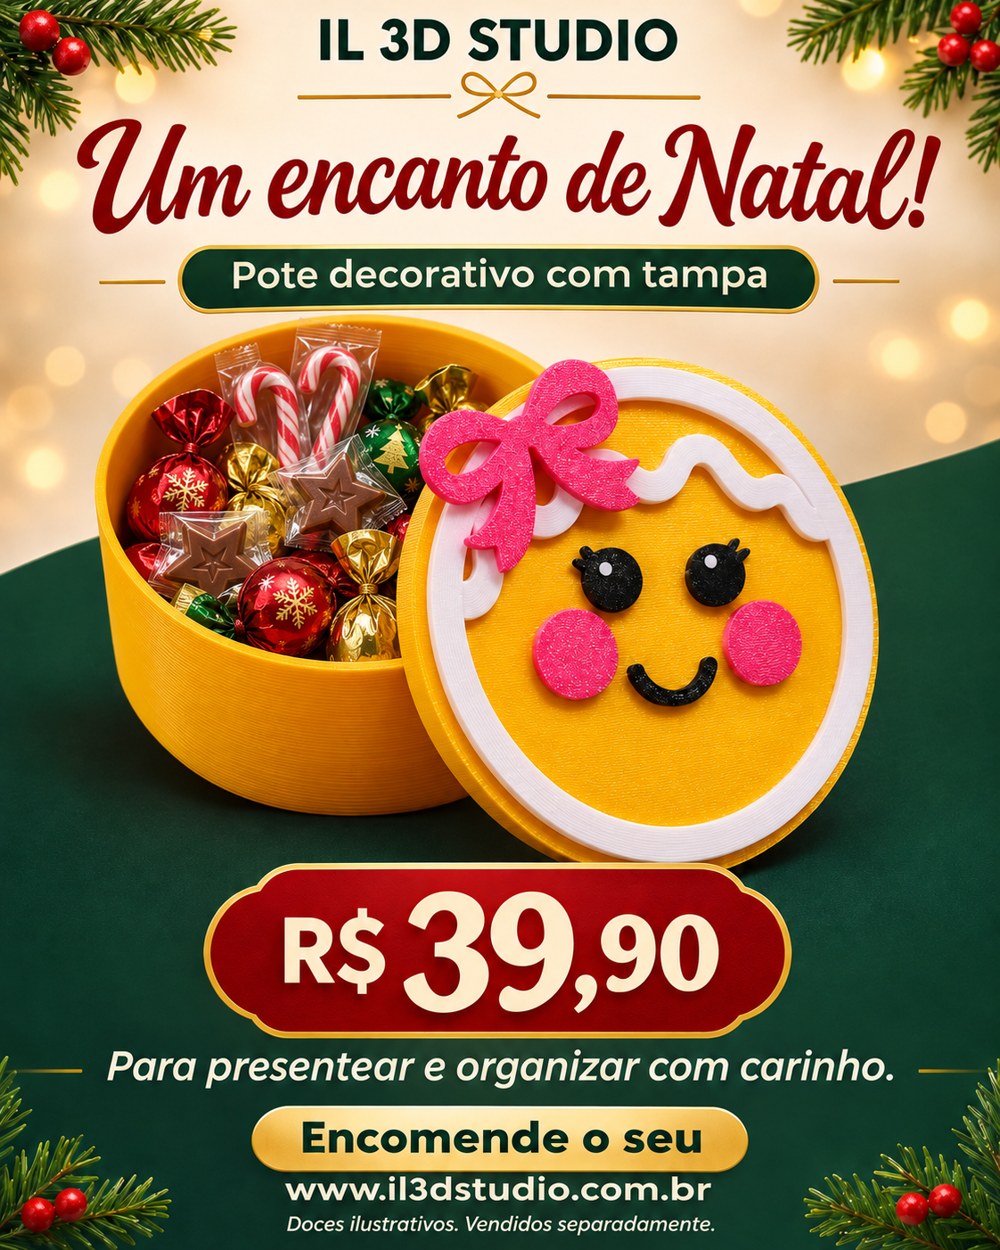 IL 3D STUDIO
Um encanto de Natal!
Pote decorativo com tampa
R$ 39,90
Para presentear e organizar com carinho.
Encomende o seu
www.il3dstudio.com.br
Doces ilustrativos. Vendidos separadamente.